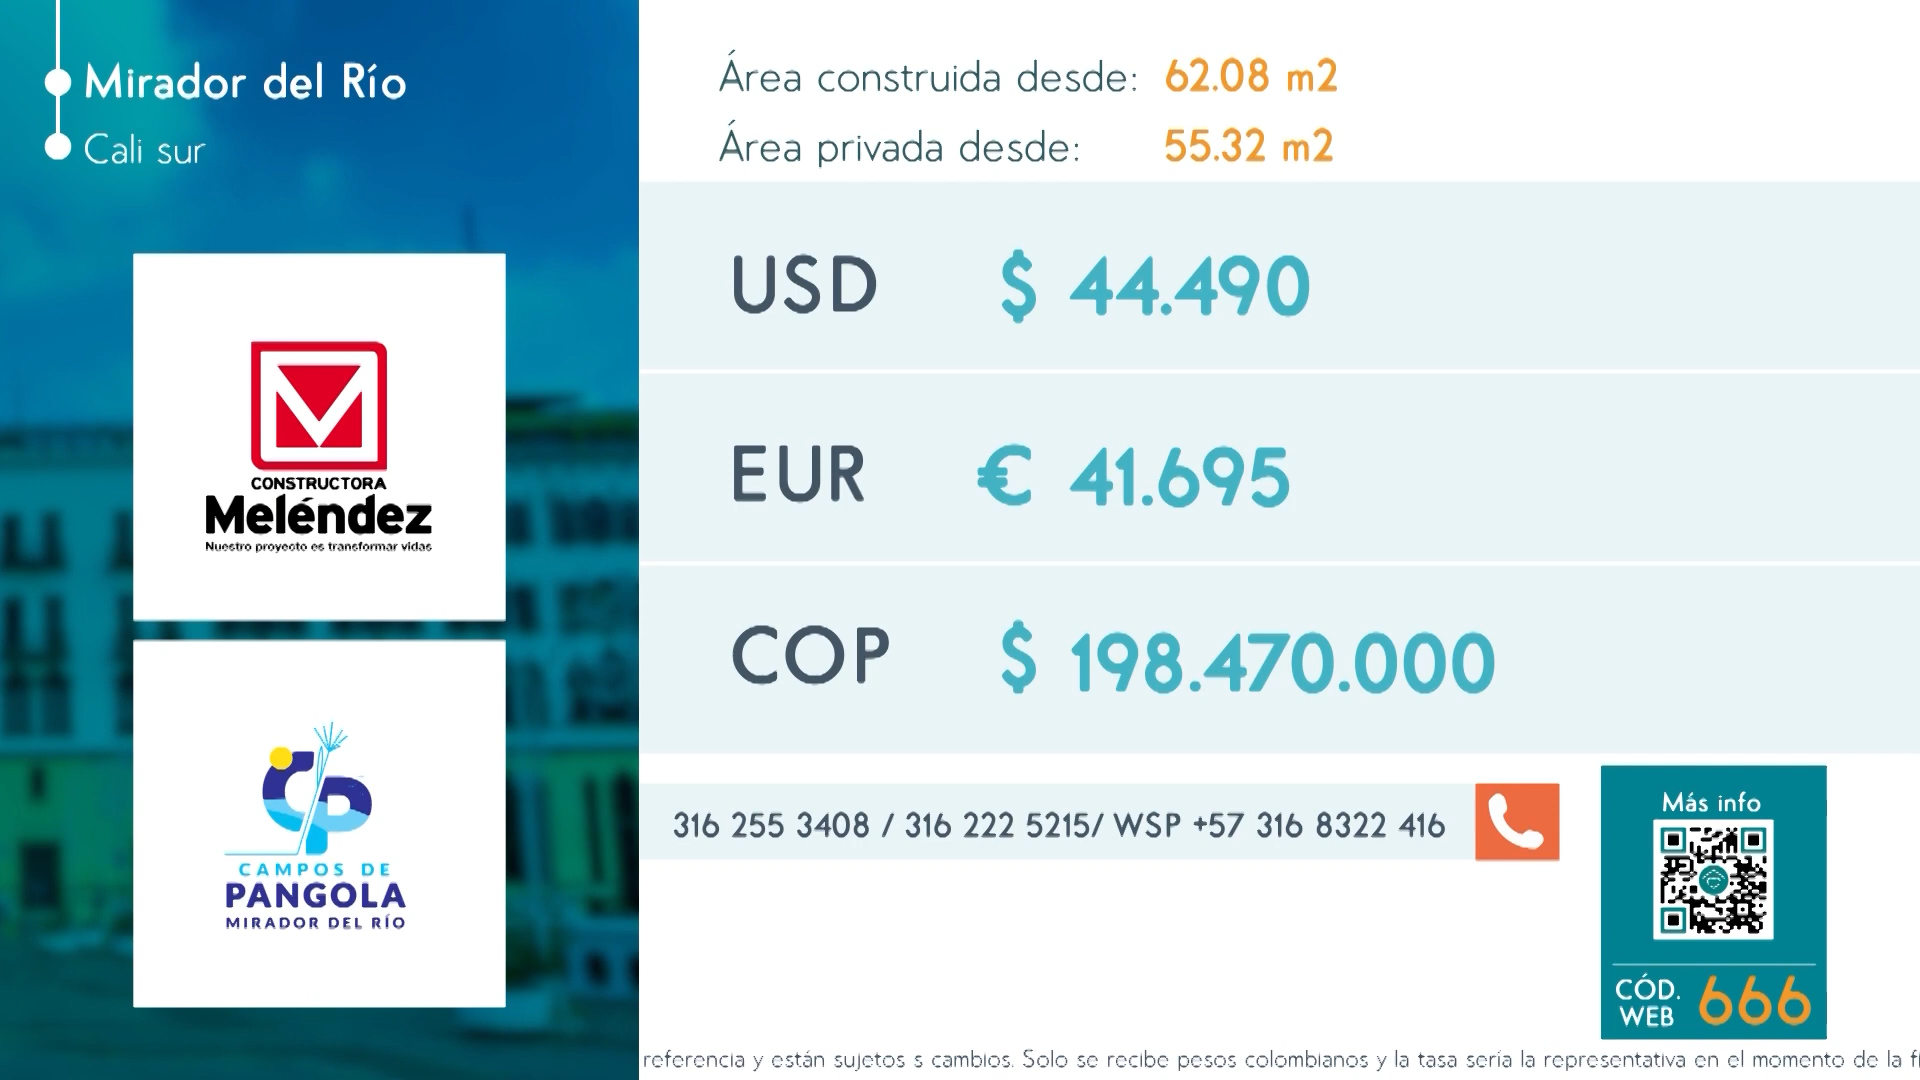 Mirador del Río
Cali sur
CONSTRUCTORA
Meléndez
Nuestro proyecto es transformar vidas
CAMPOS DE
PANGOLA
MIRADOR DEL RÍO
Área construida desde: 62.08 m2
Área privada desde: 55.32 m2
USD $ 44.490
EUR € 41.695
COP $ 198.470.000
316 255 3408 / 316 222 5215/ WSP +57 316 8322 416
Más info
CÓD. WEB 666
referencia y están sujetos s cambios. Solo se recibe pesos colombianos y la tasa sería la representativa en el momento de la